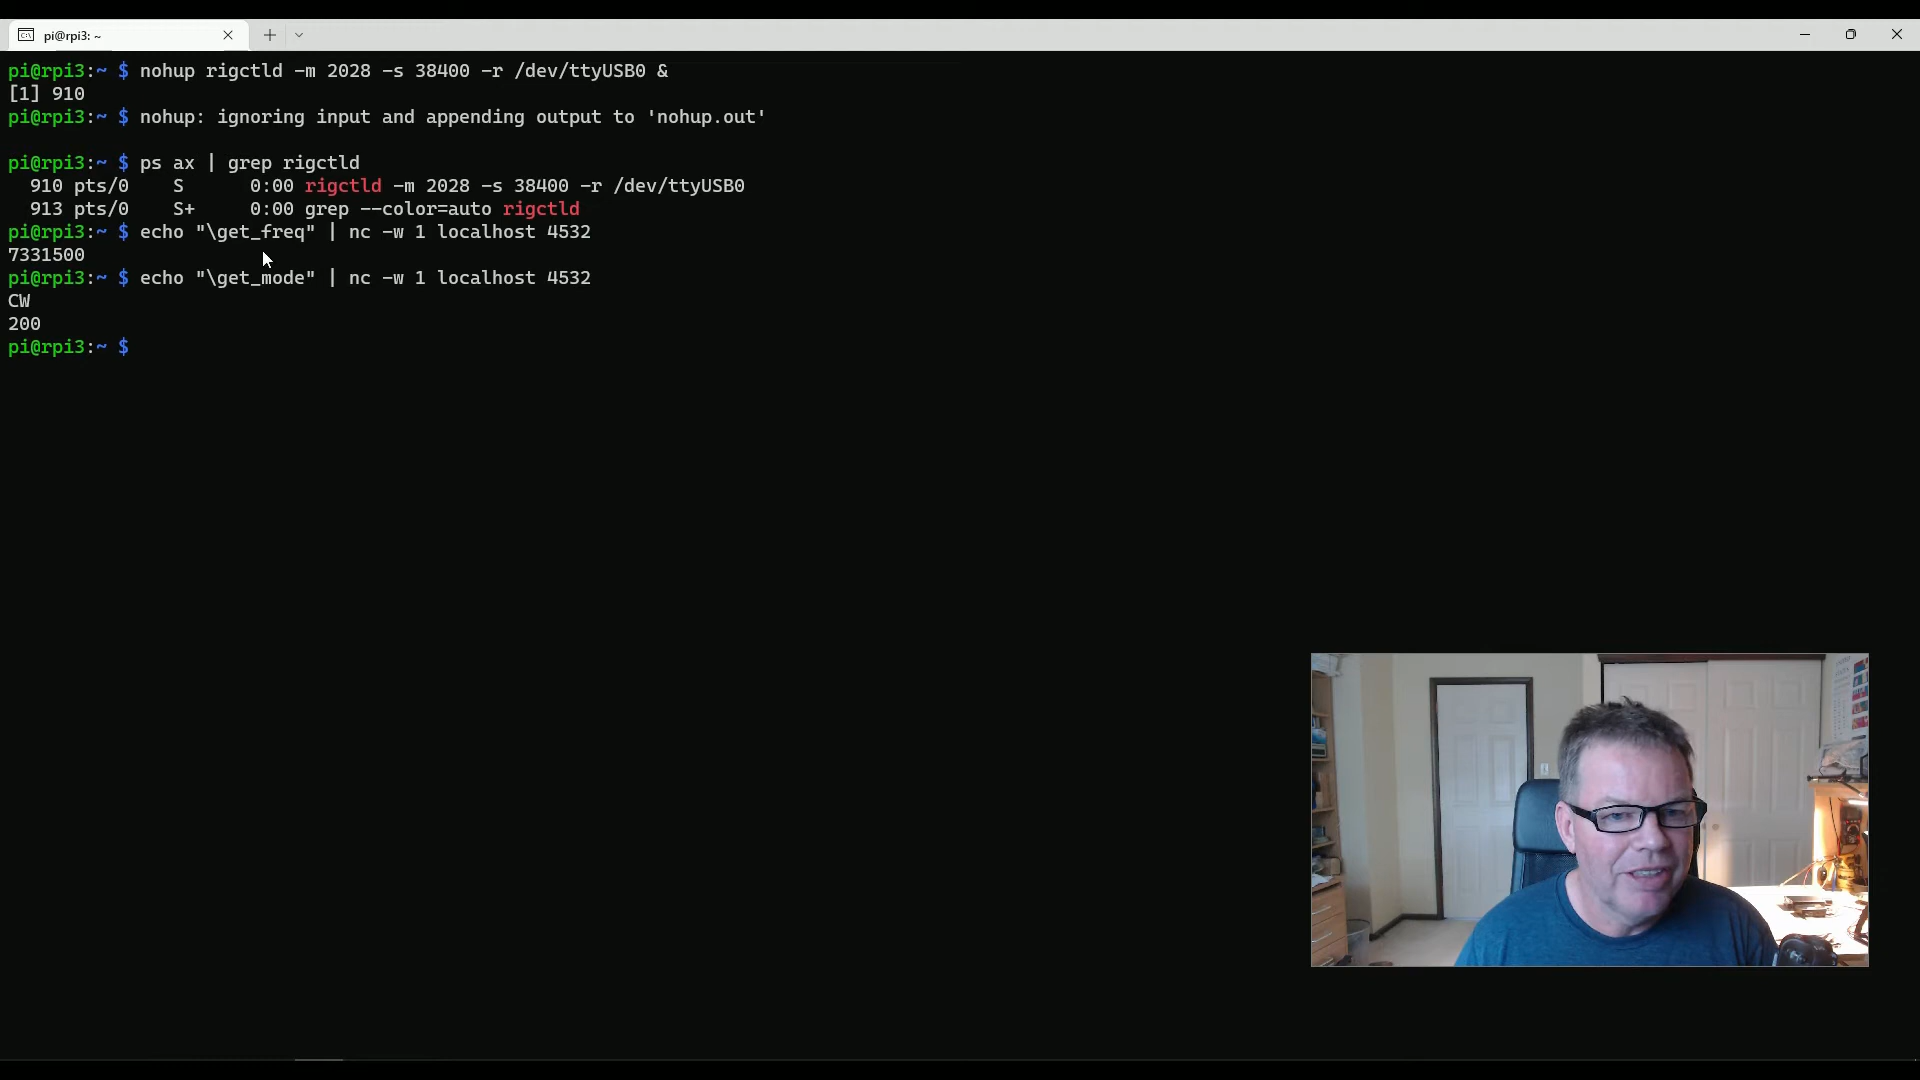 pi@rpi3: ~
pi@rpi3:~ $ nohup rigctld -m 2028 -s 38400 -r /dev/ttyUSB0 &
[1] 910
pi@rpi3:~ $ nohup: ignoring input and appending output to 'nohup.out'
pi@rpi3:~ $ ps ax | grep rigctld
910 pts/0    S      0:00 rigctld -m 2028 -s 38400 -r /dev/ttyUSB0
913 pts/0    S+     0:00 grep --color=auto rigctld
pi@rpi3:~ $ echo "\get_freq" | nc -w 1 localhost 4532
7331500
pi@rpi3:~ $ echo "\get_mode" | nc -w 1 localhost 4532
CW
200
pi@rpi3:~ $